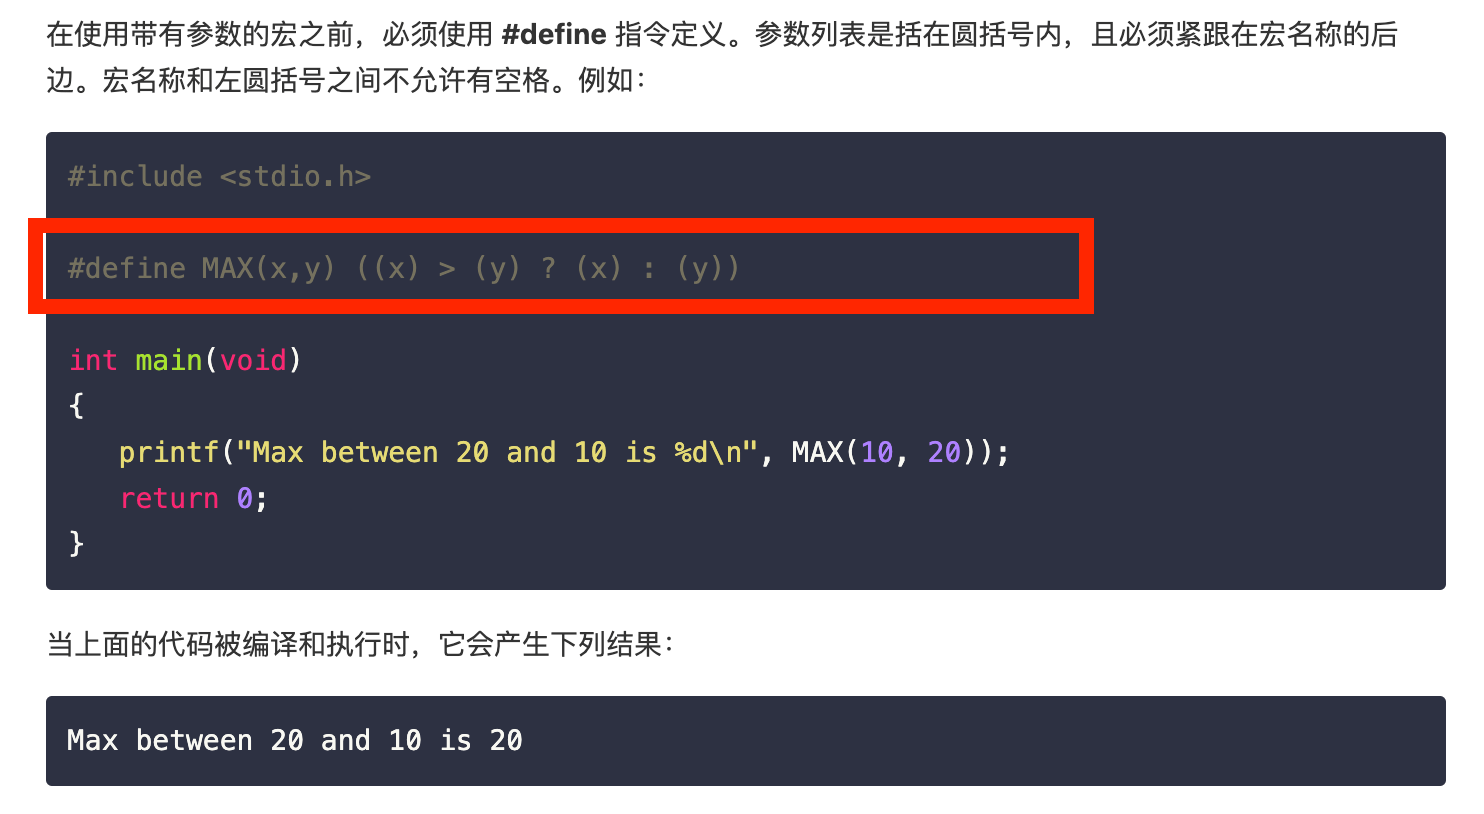 在使用带有参数的宏之前，必须使用 #define 指令定义。参数列表是括在圆括号内，且必须紧跟在宏名称的后
边。宏名称和左圆括号之间不允许有空格。例如：
#include <stdio.h>
#define MAX(x,y) ((x) > (y) ? (x) : (y))
int main(void)
{
   printf("Max between 20 and 10 is %d\n", MAX(10, 20));
   return 0;
}
当上面的代码被编译和执行时，它会产生下列结果：
Max between 20 and 10 is 20